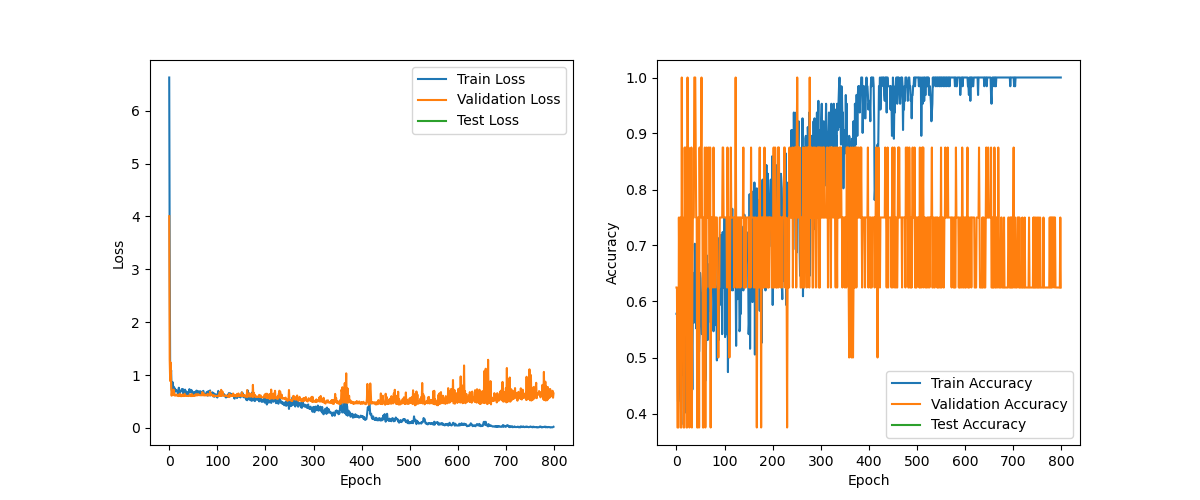 Train Loss
Validation Loss
Test Loss
6
5
4
3
2
1
0
Loss
0 100 200 300 400 500 600 700 800
Epoch
1.0
0.9
0.8
0.7
0.6
0.5
0.4
Accuracy
Train Accuracy
Validation Accuracy
Test Accuracy
0 100 200 300 400 500 600 700 800
Epoch